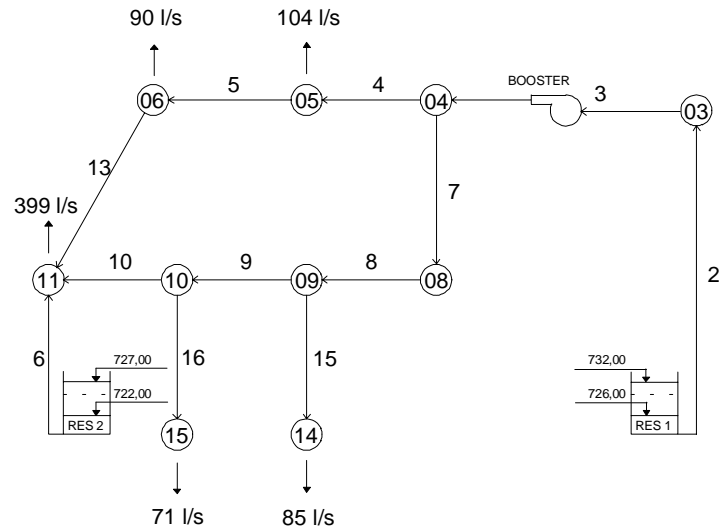 90 l/s 104 l/s
BOOSTER
06 5 05 4 04 3 03
13
399 l/s
7
11 10 10 9 09 8 08
2
6 727,00 16 15 732,00
722,00 726,00
RES 2 15 14 RES 1
71 l/s 85 l/s